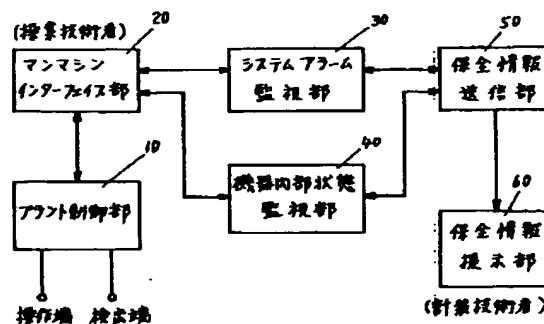 (操業技術者)
20
マンマシン
インターフェイス部
30
システムアラーム
監視部
50
保全情報
送信部
10
プラント制御部
40
機器内部状態
監視部
60
保全情報
提示部
操作端
検出端
(計装技術者)